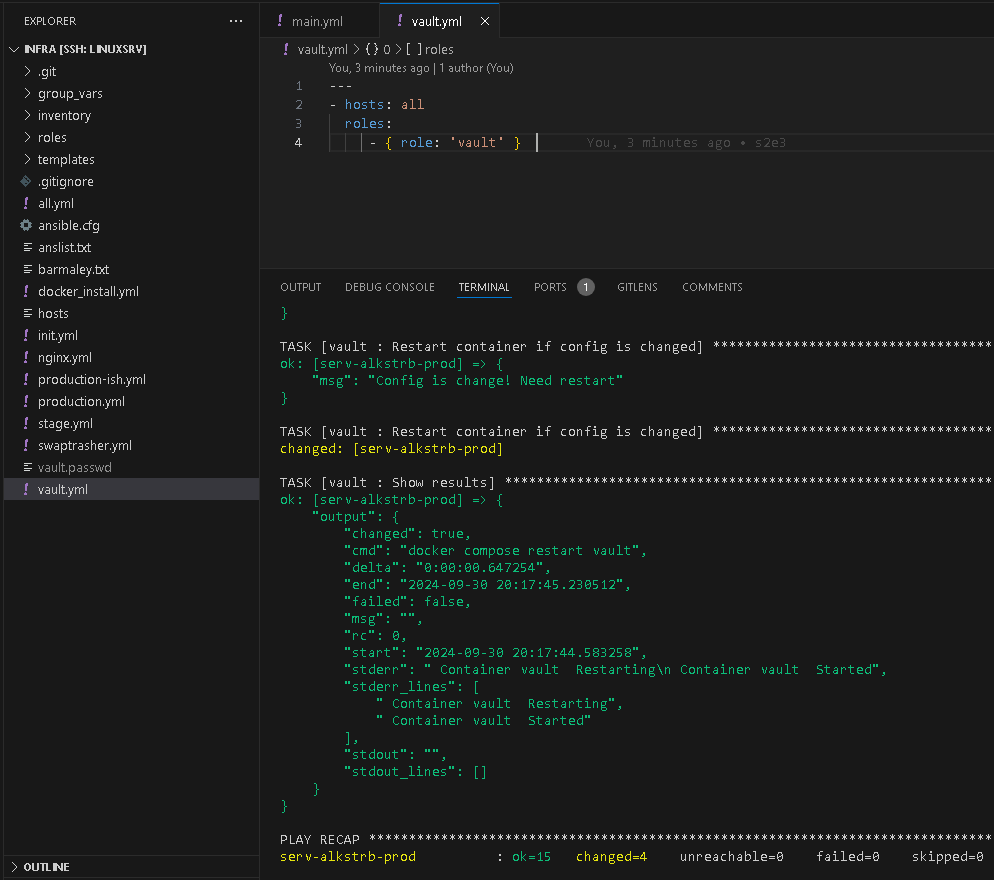 EXPLORER
...
INFRA [SSH: LINUXSRV]
.git
group_vars
inventory
roles
templates
.gitignore
all.yml
ansible.cfg
anslist.txt
barmaley.txt
docker_install.yml
hosts
init.yml
nginx.yml
production-ish.yml
production.yml
stage.yml
swaptrasher.yml
vault.passwd
vault.yml
OUTLINE
! main.yml
! vault.yml ×
! vault.yml > {} 0 > [ ] roles
You, 3 minutes ago | 1 author (You)
1 ---
2 - hosts: all
3 roles:
4 - { role: 'vault' } You, 3 minutes ago • s2e3
OUTPUT DEBUG CONSOLE TERMINAL PORTS 1 GITLENS COMMENTS
}
TASK [vault : Restart container if config is changed] ***********************************
ok: [serv-alkstrb-prod] => {
"msg": "Config is change! Need restart"
}
TASK [vault : Restart container if config is changed] ***********************************
changed: [serv-alkstrb-prod]
TASK [vault : Show results] *************************************************************
ok: [serv-alkstrb-prod] => {
"output": {
"changed": true,
"cmd": "docker compose restart vault",
"delta": "0:00:00.647254",
"end": "2024-09-30 20:17:45.230512",
"failed": false,
"msg": "",
"rc": 0,
"start": "2024-09-30 20:17:44.583258",
"stderr": " Container vault  Restarting\n Container vault  Started",
"stderr_lines": [
" Container vault  Restarting",
" Container vault  Started"
],
"stdout": "",
"stdout_lines": []
}
}
PLAY RECAP ******************************************************************************
serv-alkstrb-prod : ok=15 changed=4 unreachable=0 failed=0 skipped=0